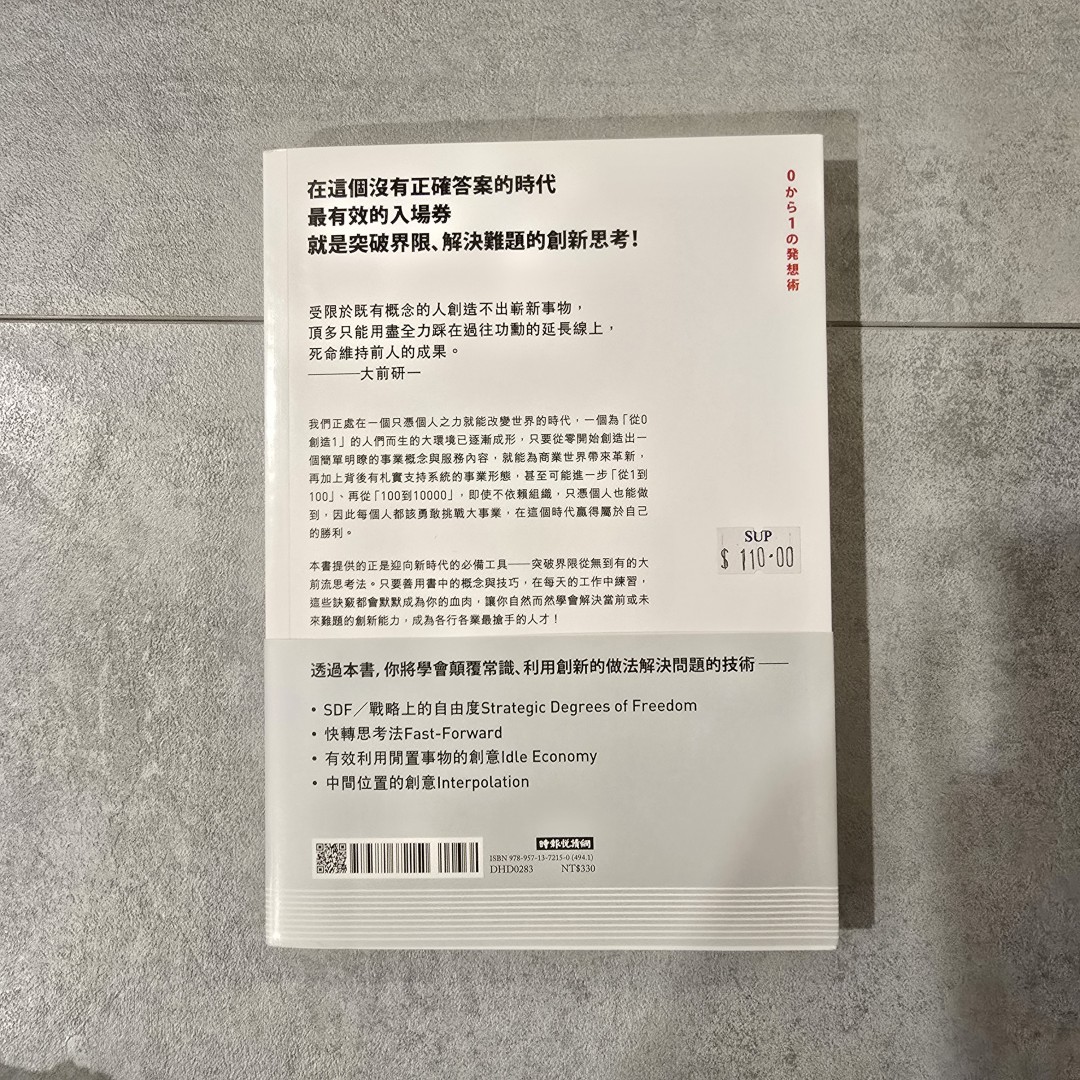 在這個沒有正確答案的時代
最有效的入場券
就是突破界限、解決難題的創新思考！
0から1の発想術
受限於既有概念的人創造不出嶄新事物，
頂多只能用盡全力踩在過往功勳的延長線上，
死命維持前人的成果。
———大前研一
我們正處在一個只憑個人之力就能改變世界的時代，一個為「從0
創造1」的人們而生的大環境已逐漸成形，只要從零開始創造出一
個簡單明瞭的事業概念與服務內容，就能為商業世界帶來革新，
再加上背後有札實支持系統的事業形態，甚至可能進一步「從1到
100」、再從「100到10000」，即使不依賴組織，只憑個人也能做
到，因此每個人都該勇敢挑戰大事業，在這個時代贏得屬於自己
的勝利。
本書提供的正是迎向新時代的必備工具——突破界限從無到有的大
前流思考法。只要善用書中的概念與技巧，在每天的工作中練習，
這些訣竅都會默默成為你的血肉，讓你自然而然學會解決當前或未
來難題的創新能力，成為各行各業最搶手的人才！
SUP
$ 110.00
透過本書，你將學會顛覆常識、利用創新的做法解決問題的技術——
• SDF／戰略上的自由度Strategic Degrees of Freedom
• 快轉思考法Fast-Forward
• 有效利用閒置事物的創意Idle Economy
• 中間位置的創意Interpolation
時報悅讀網
ISBN 978-957-13-7215-0 (494.1)
DHD0283 NT$330